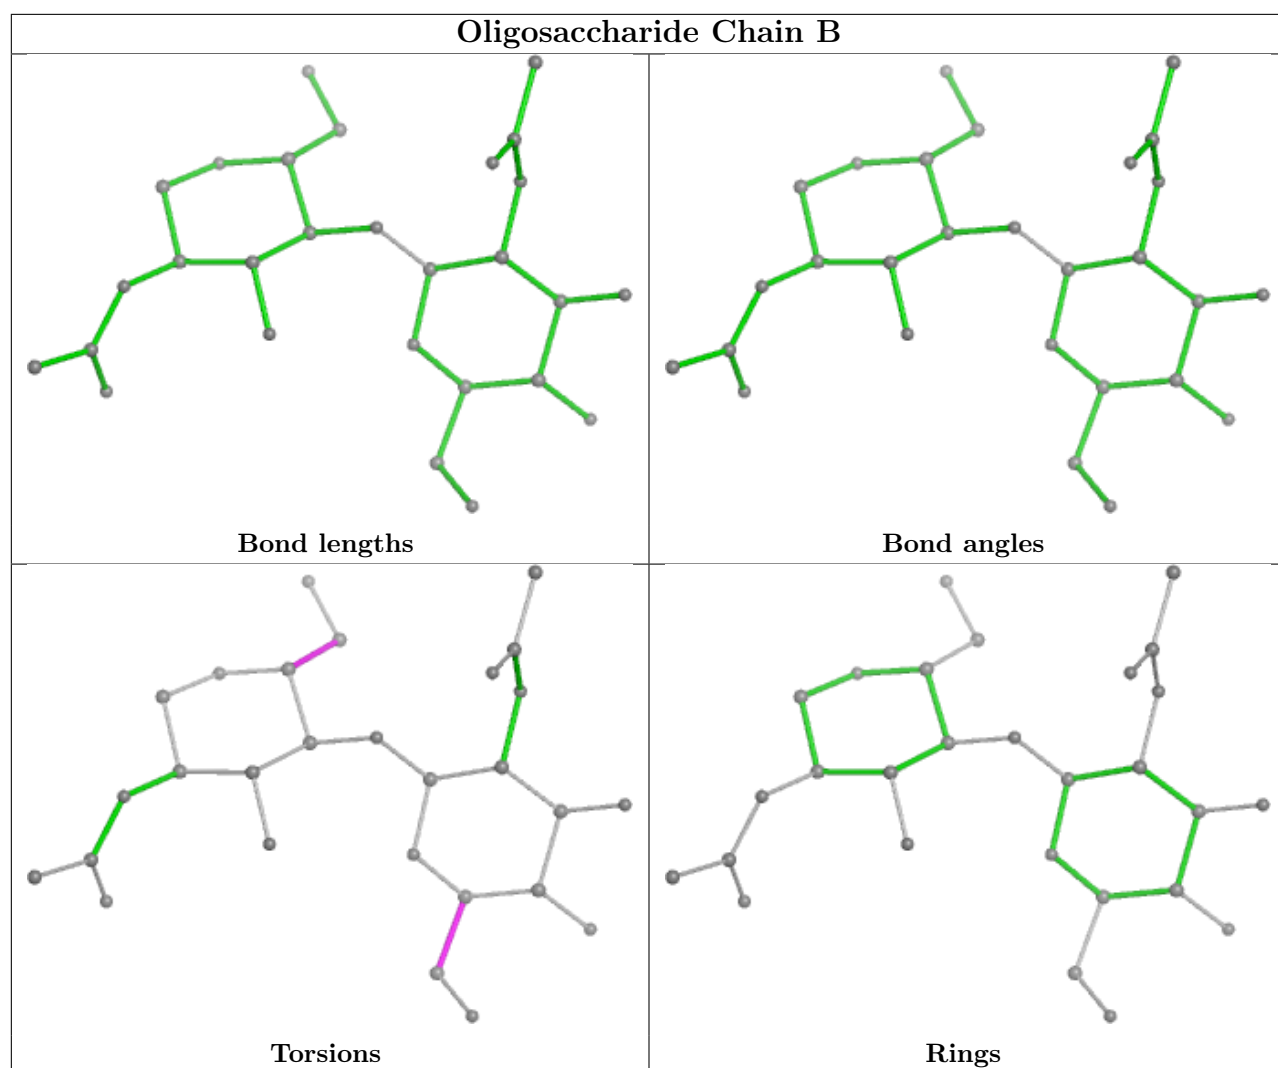 Oligosaccharide Chain B
Bond lengths
Bond angles
Torsions
Rings